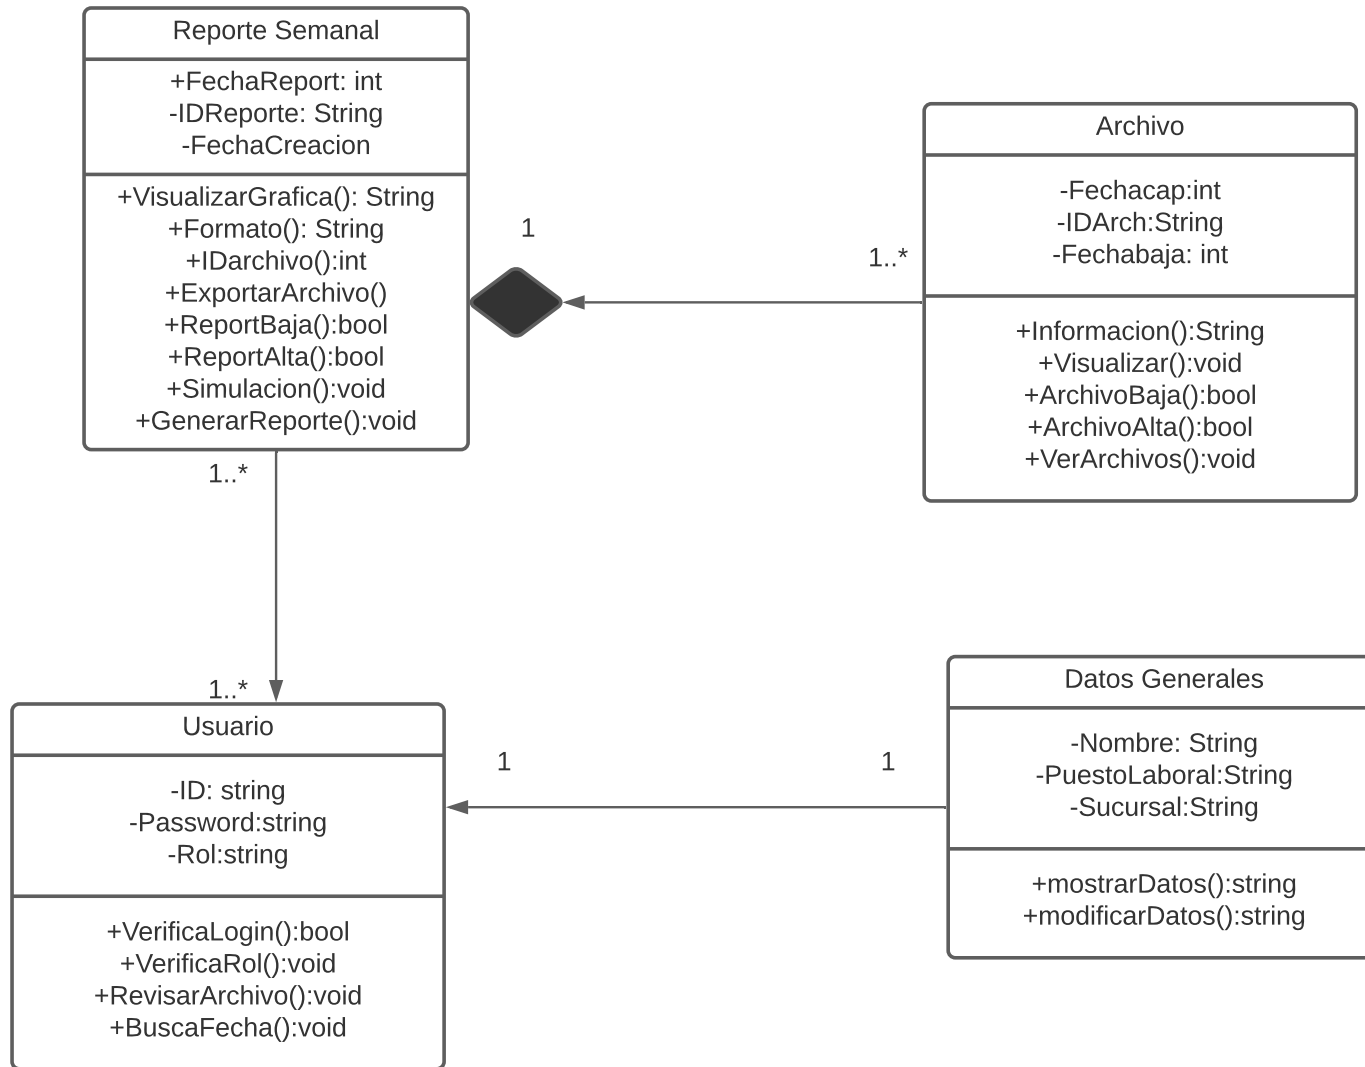 Reporte Semanal
+FechaReport: int
-IDReporte: String
-FechaCreacion
+VisualizarGrafica(): String
+Formato(): String
+IDarchivo():int
+ExportarArchivo()
+ReportBaja():bool
+ReportAlta():bool
+Simulacion():void
+GenerarReporte():void
1
1..*
Archivo
-Fechacap:int
-IDArch:String
-Fechabaja: int
+Informacion():String
+Visualizar():void
+ArchivoBaja():bool
+ArchivoAlta():bool
+VerArchivos():void
1..*
1..*
Usuario
-ID: string
-Password:string
-Rol:string
+VerificaLogin():bool
+VerificaRol():void
+RevisarArchivo():void
+BuscaFecha():void
1
1
Datos Generales
-Nombre: String
-PuestoLaboral:String
-Sucursal:String
+mostrarDatos():string
+modificarDatos():string